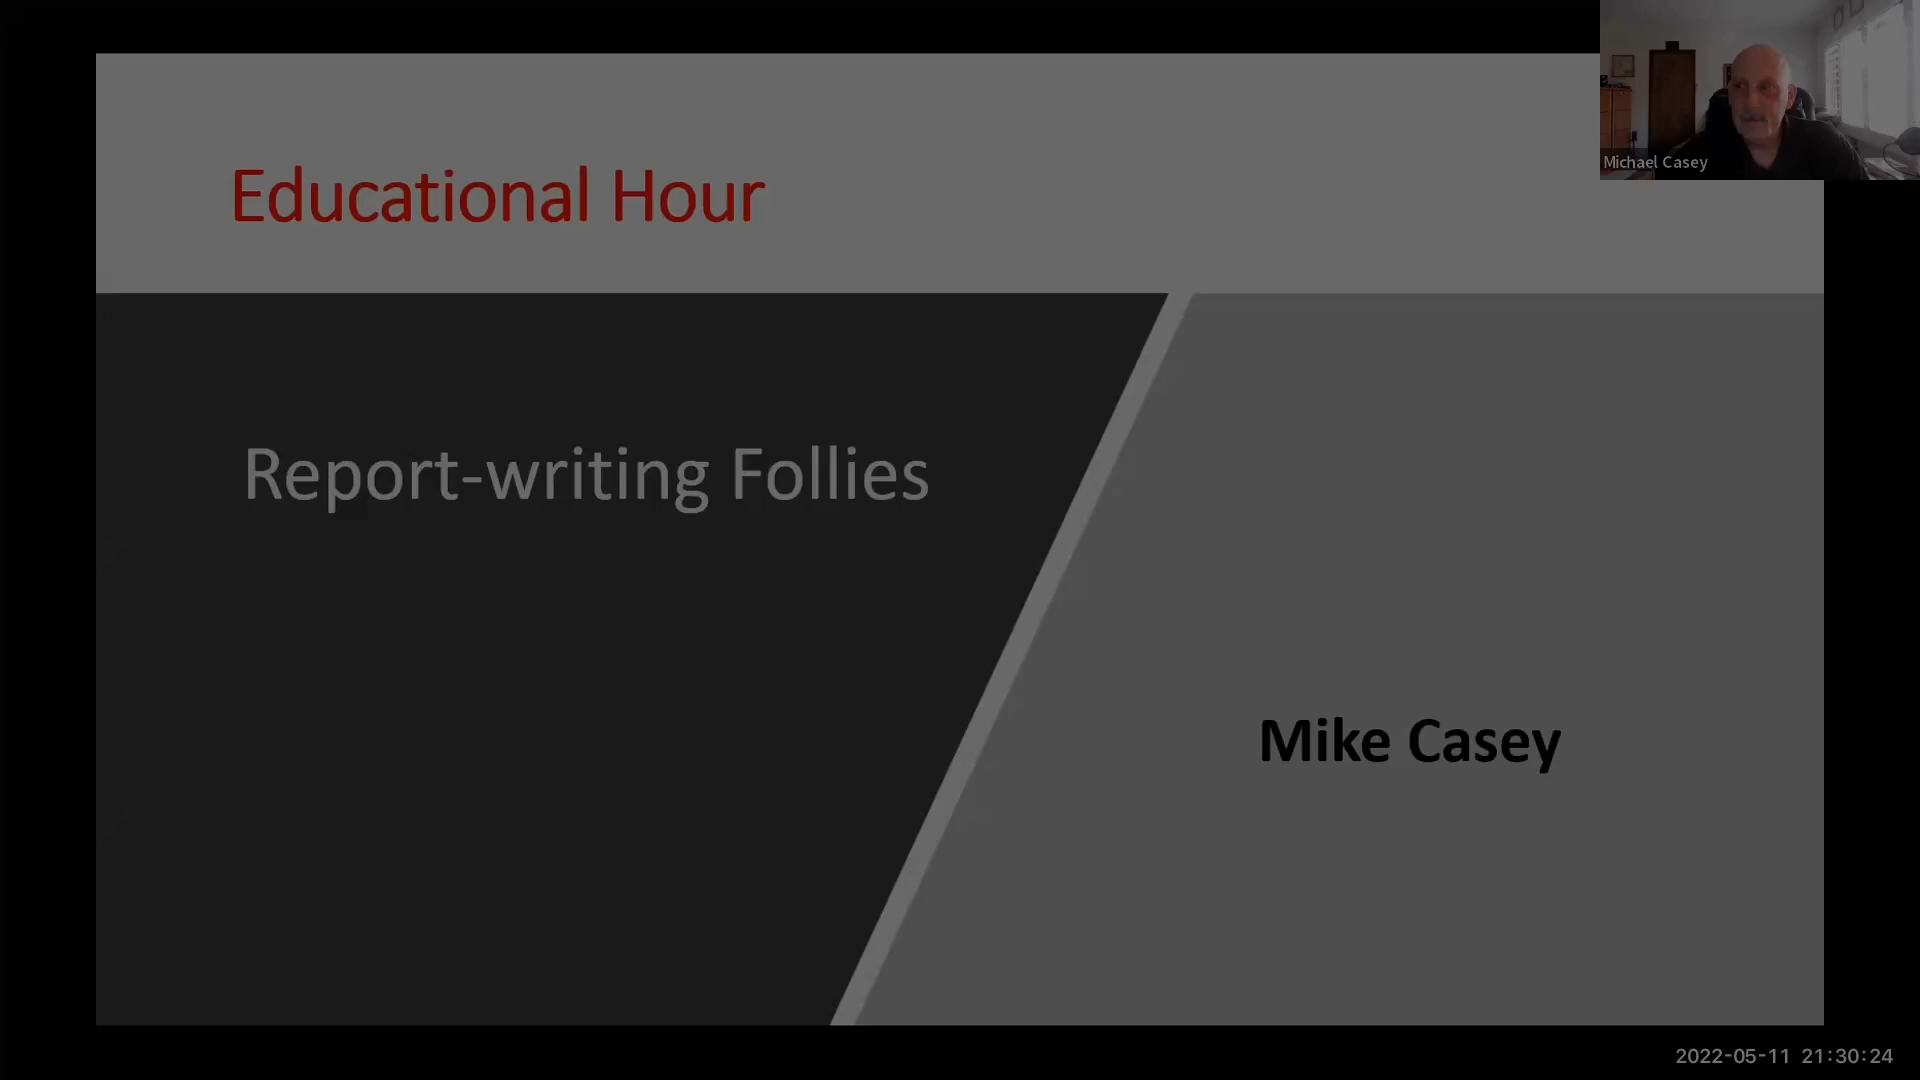 Educational Hour
Michael Casey
Report-writing Follies
Mike Casey
2022-05-11 21:30:24